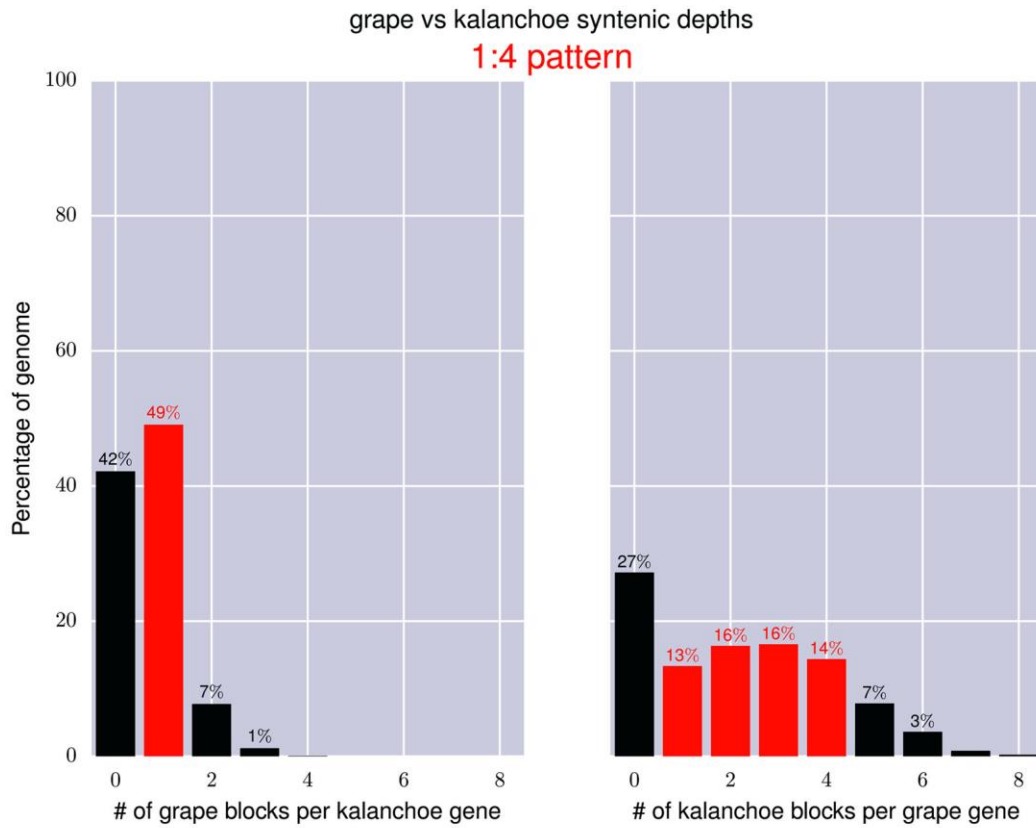 grape vs kalanchoe syntenic depths
1:4 pattern
Percentage of genome
100
80
60
40
20
0
42%
49%
7%
1%
0 2 4 6 8
# of grape blocks per kalanchoe gene
27%
13%
16%
16%
14%
7%
3%
0 2 4 6 8
# of kalanchoe blocks per grape gene